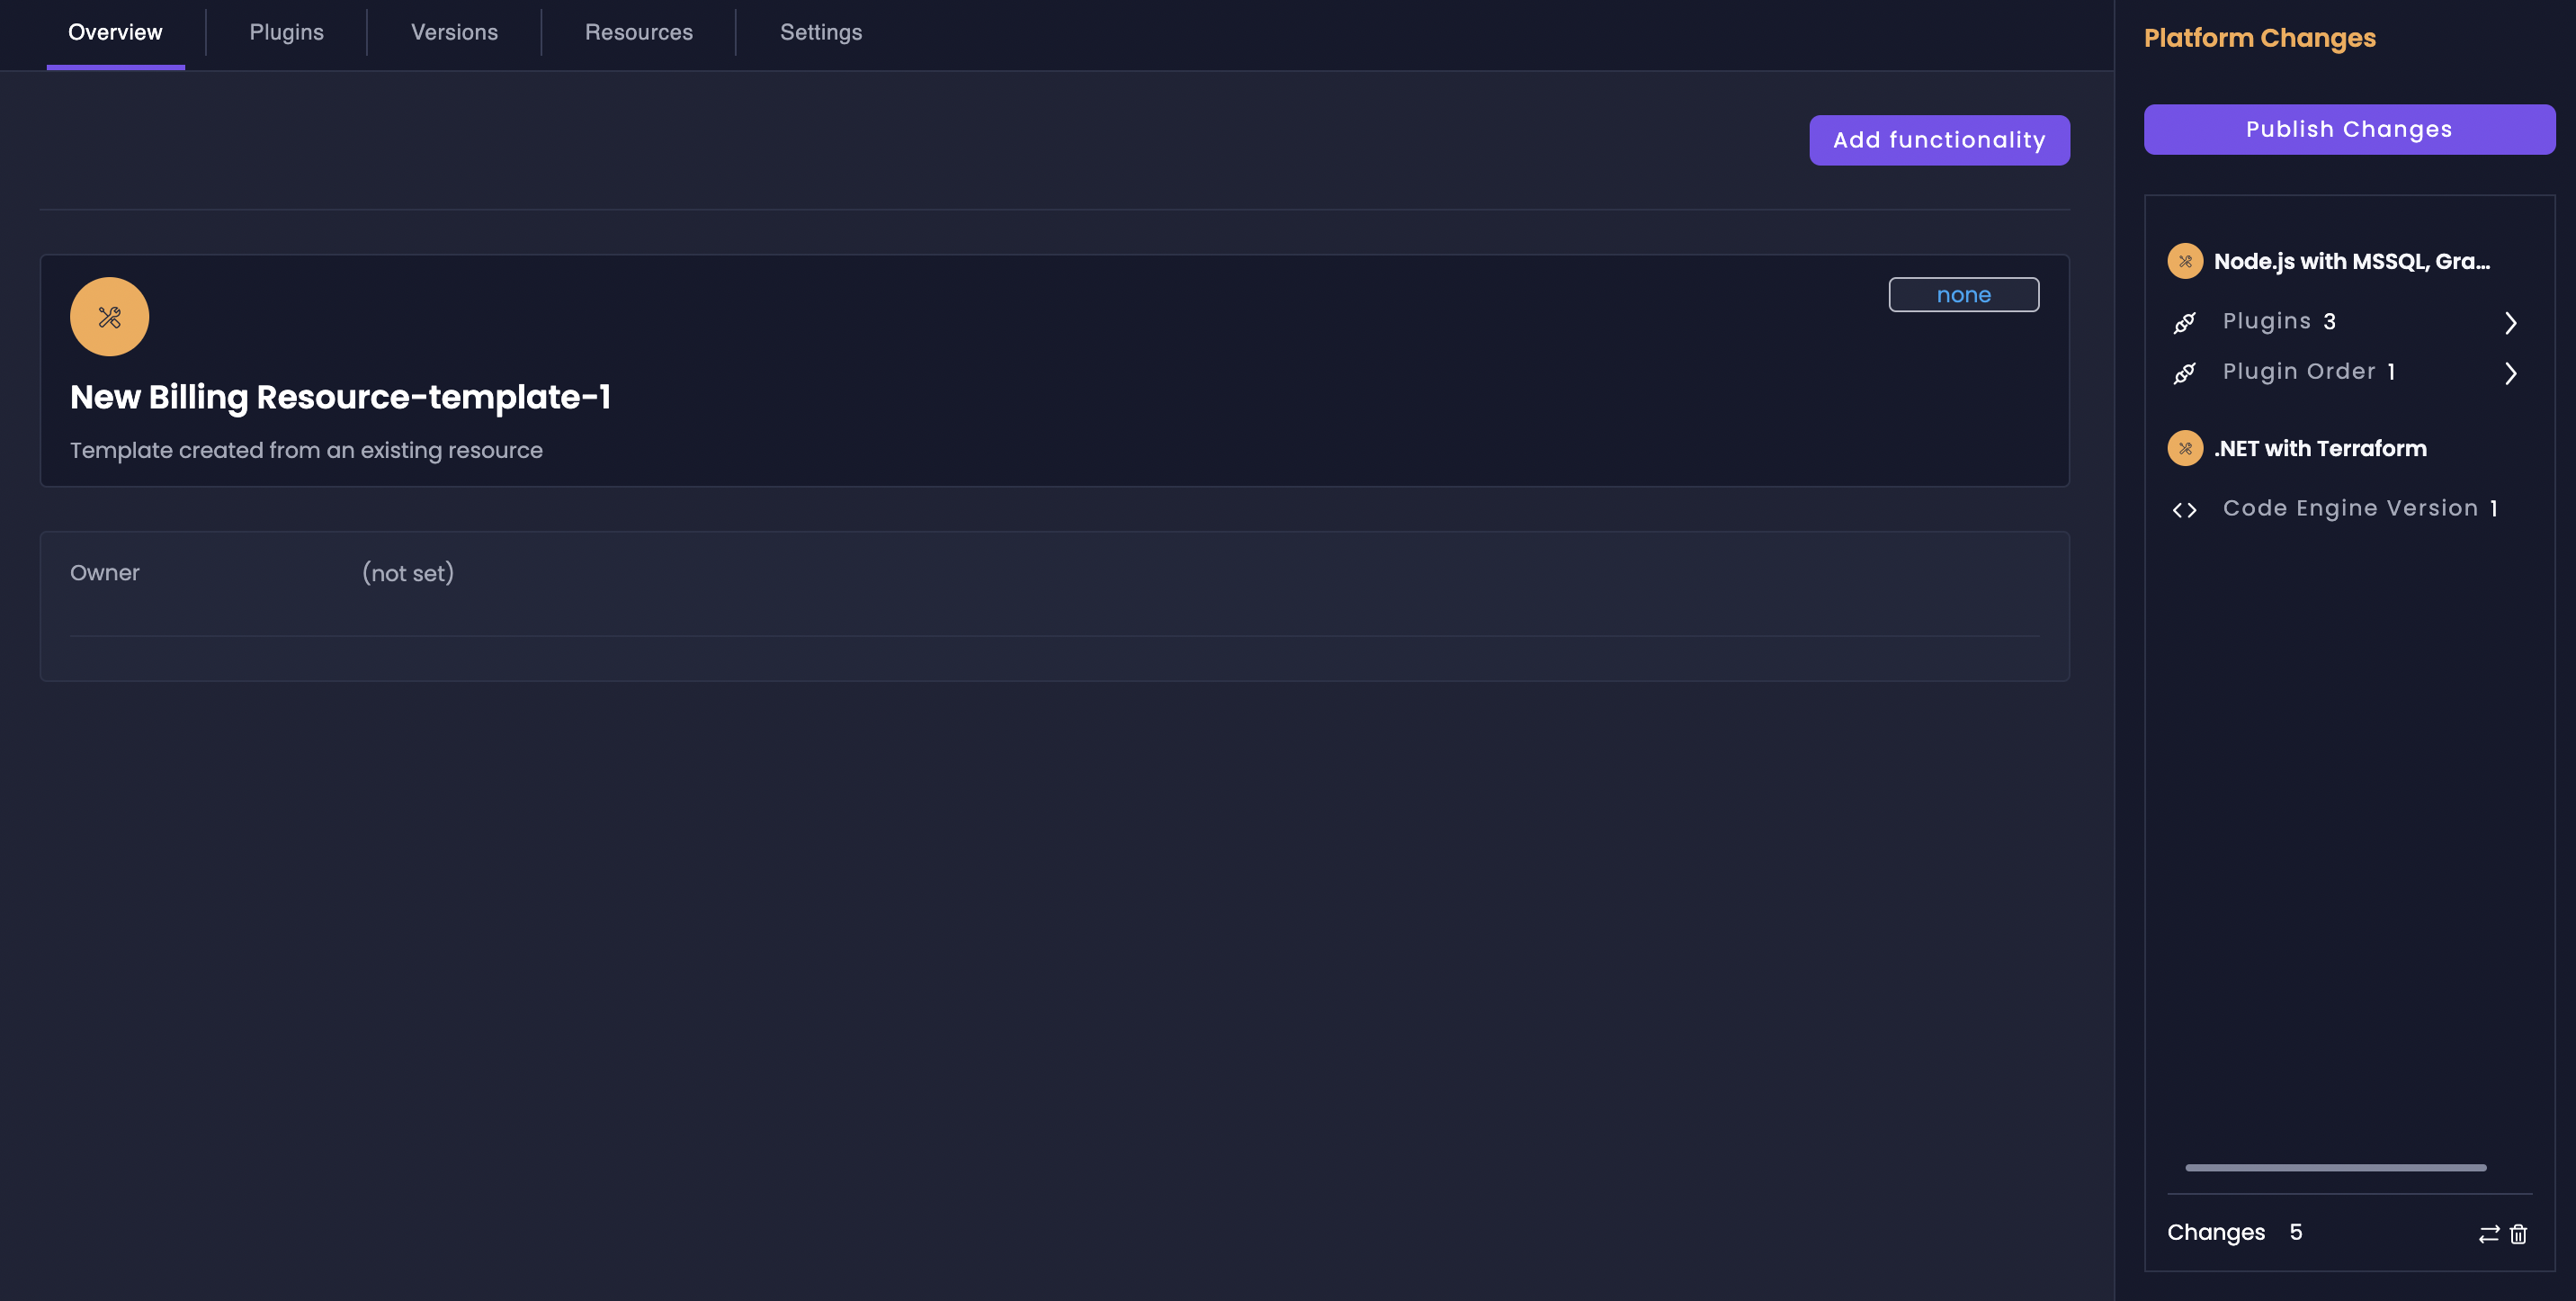 Overview
Plugins
Versions
Resources
Settings
Add functionality
none
New Billing Resource-template-1
Template created from an existing resource
Owner
(not set)
Platform Changes
Publish Changes
Node.js with MSSQL, Gra...
Plugins 3
Plugin Order 1
.NET with Terraform
Code Engine Version 1
Changes 5